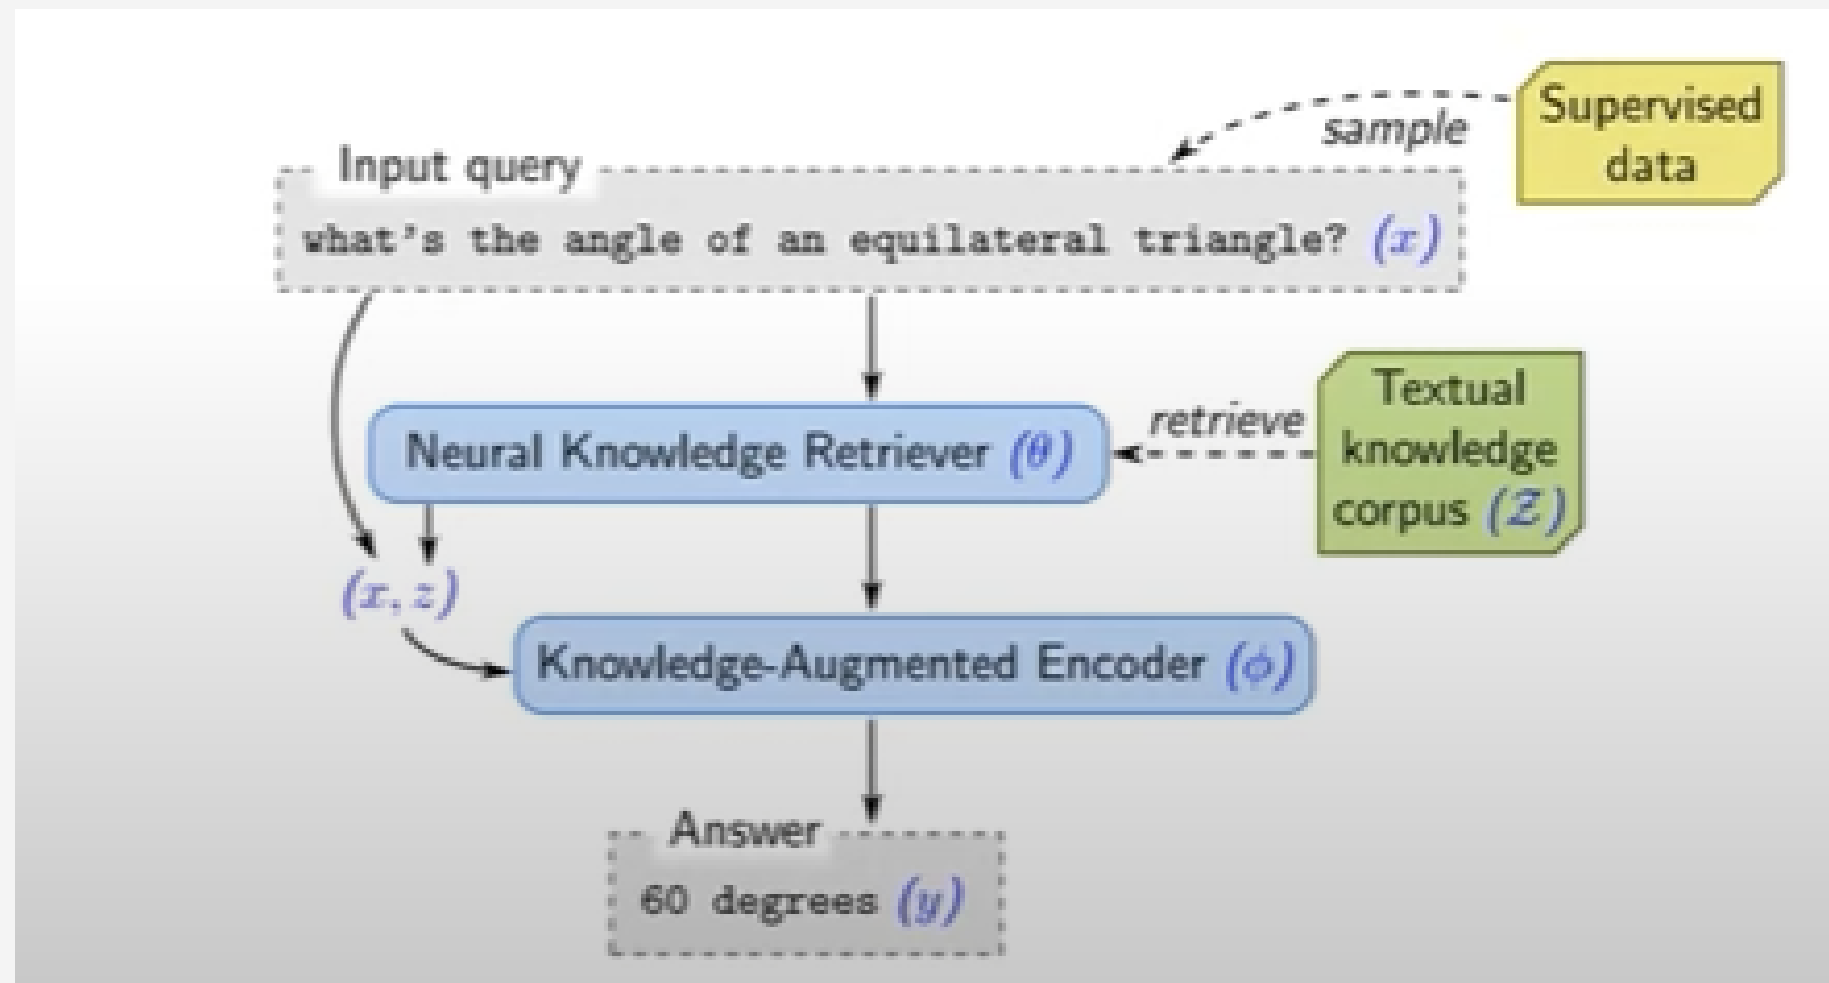 Supervised
data
sample
Input query
what's the angle of an equilateral triangle? (x)
Textual
knowledge
corpus (Z)
retrieve
Neural Knowledge Retriever (θ)
(x, z)
Knowledge-Augmented Encoder (ϕ)
Answer
60 degrees (y)